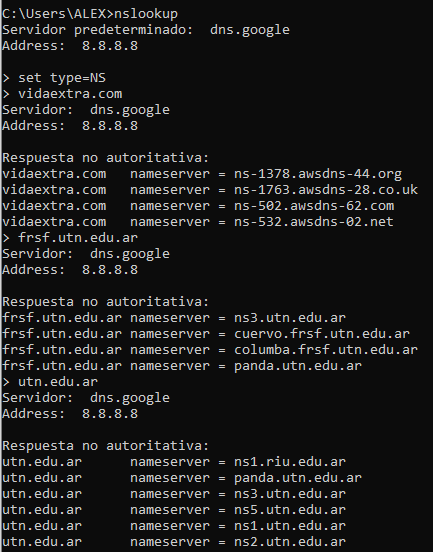 C:\Users\ALEX>nslookup
Servidor predeterminado:  dns.google
Address:  8.8.8.8

> set type=NS
> vidaextra.com
Servidor:  dns.google
Address:  8.8.8.8

Respuesta no autoritativa:
vidaextra.com   nameserver = ns-1378.awsdns-44.org
vidaextra.com   nameserver = ns-1763.awsdns-28.co.uk
vidaextra.com   nameserver = ns-502.awsdns-62.com
vidaextra.com   nameserver = ns-532.awsdns-02.net
> frsf.utn.edu.ar
Servidor:  dns.google
Address:  8.8.8.8

Respuesta no autoritativa:
frsf.utn.edu.ar nameserver = ns3.utn.edu.ar
frsf.utn.edu.ar nameserver = cuervo.frsf.utn.edu.ar
frsf.utn.edu.ar nameserver = columba.frsf.utn.edu.ar
frsf.utn.edu.ar nameserver = panda.utn.edu.ar
> utn.edu.ar
Servidor:  dns.google
Address:  8.8.8.8

Respuesta no autoritativa:
utn.edu.ar      nameserver = ns1.riu.edu.ar
utn.edu.ar      nameserver = panda.utn.edu.ar
utn.edu.ar      nameserver = ns3.utn.edu.ar
utn.edu.ar      nameserver = ns5.utn.edu.ar
utn.edu.ar      nameserver = ns1.utn.edu.ar
utn.edu.ar      nameserver = ns2.utn.edu.ar